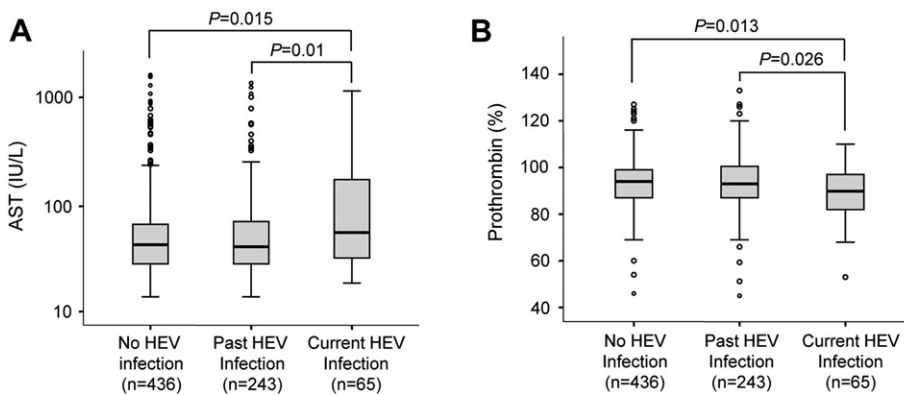 A
P=0.015
P=0.01
AST (IU/L)
1000
100
10
No HEV
infection
(n=436)
Past HEV
Infection
(n=243)
Current HEV
Infection
(n=65)
B
P=0.013
P=0.026
Prothrombin (%)
140
120
100
80
60
40
No HEV
Infection
(n=436)
Past HEV
Infection
(n=243)
Current HEV
Infection
(n=65)